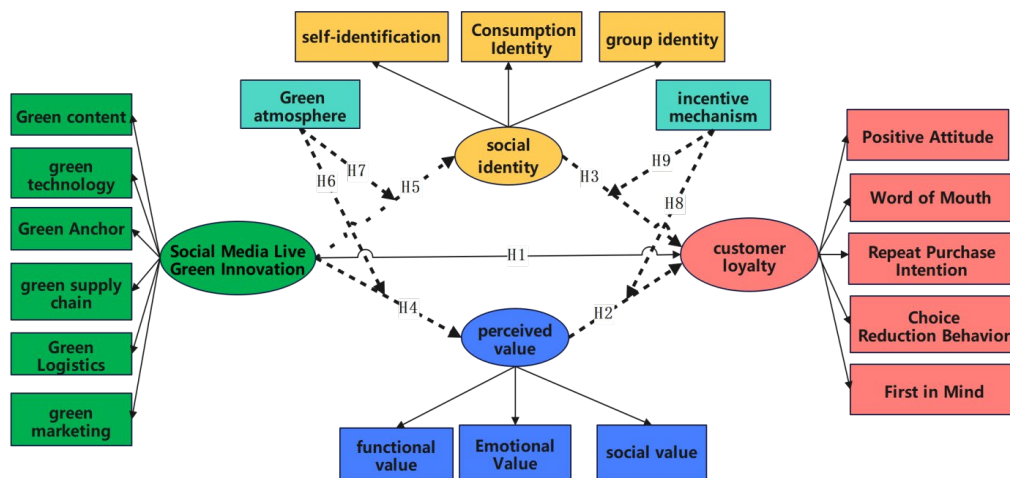 self-identification
Consumption
Identity
group identity
Green
atmosphere
incentive
mechanism
Green content
green
technology
Green Anchor
green supply
chain
Green
Logistics
green
marketing
Social Media Live
Green Innovation
social
identity
H7
H6
H5
H3
H9
H8
H1
H4
H2
perceived
value
customer
loyalty
Positive Attitude
Word of Mouth
Repeat Purchase
Intention
Choice
Reduction Behavior
First in Mind
functional
value
Emotional
Value
social value